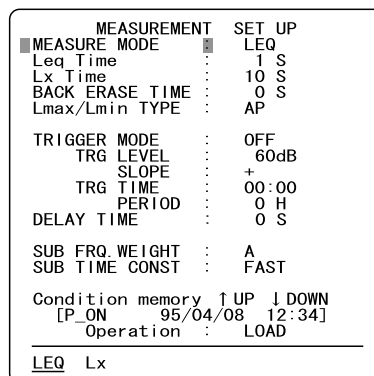 MEASUREMENT SET UP
MEASURE MODE : LEQ
Leq Time : 1 S
Lx Time : 10 S
BACK ERASE TIME : 0 S
Lmax/Lmin TYPE : AP
TRIGGER MODE : OFF
TRG LEVEL : 60dB
SLOPE : +
TRG TIME : 00:00
PERIOD : 0 H
DELAY TIME : 0 S
SUB FRQ.WEIGHT : A
SUB TIME CONST : FAST
Condition memory ↑UP ↓DOWN
[P_ON 95/04/08 12:34]
Operation : LOAD
LEQ Lx